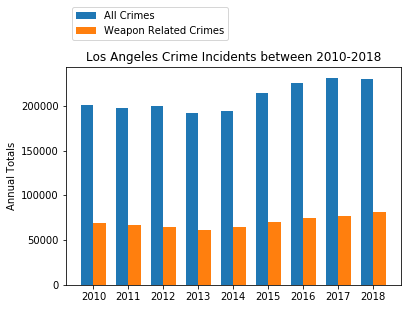 All Crimes
Weapon Related Crimes
Los Angeles Crime Incidents between 2010-2018
200000
150000
100000
50000
0
Annual Totals
2010 2011 2012 2013 2014 2015 2016 2017 2018